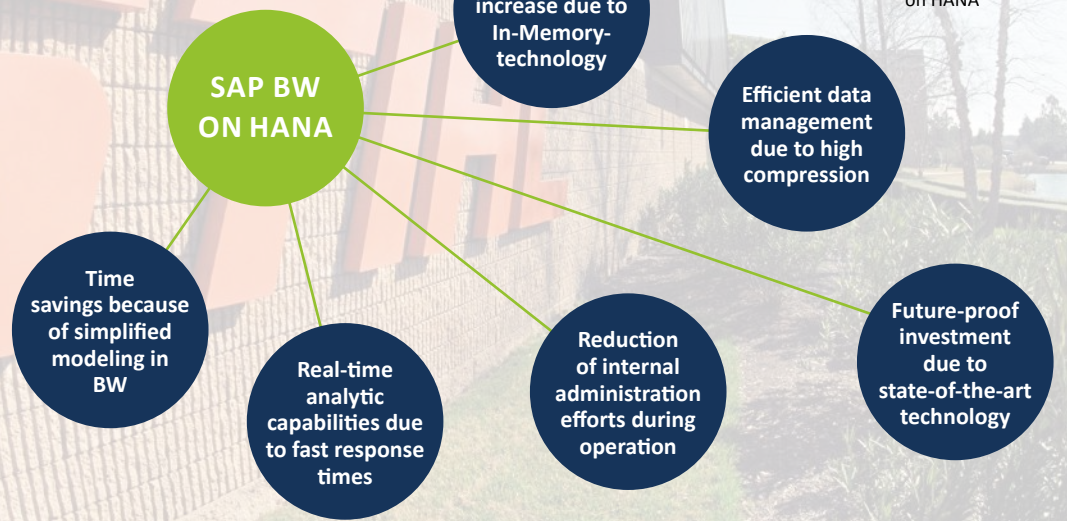 on HANA
increase due to
In-Memory-
technology
SAP BW
ON HANA
Efficient data
management
due to high
compression
Time
savings because
of simplified
modeling in
BW
Real-time
analytic
capabilities due
to fast response
times
Reduction
of internal
administration
efforts during
operation
Future-proof
investment
due to
state-of-the-art
technology